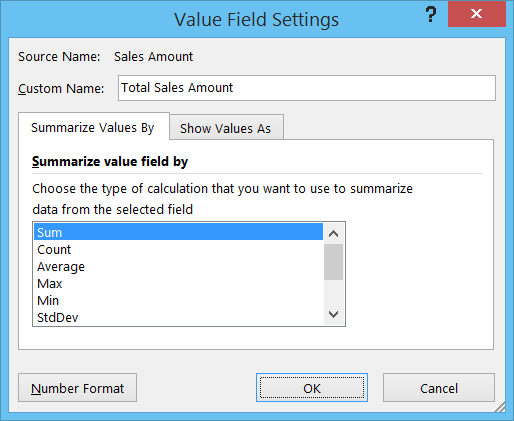 Value Field Settings
?
Source Name: Sales Amount
Custom Name: Total Sales Amount
Summarize Values By Show Values As
Summarize value field by
Choose the type of calculation that you want to use to summarize
data from the selected field
Sum
Count
Average
Max
Min
StdDev
Number Format OK Cancel